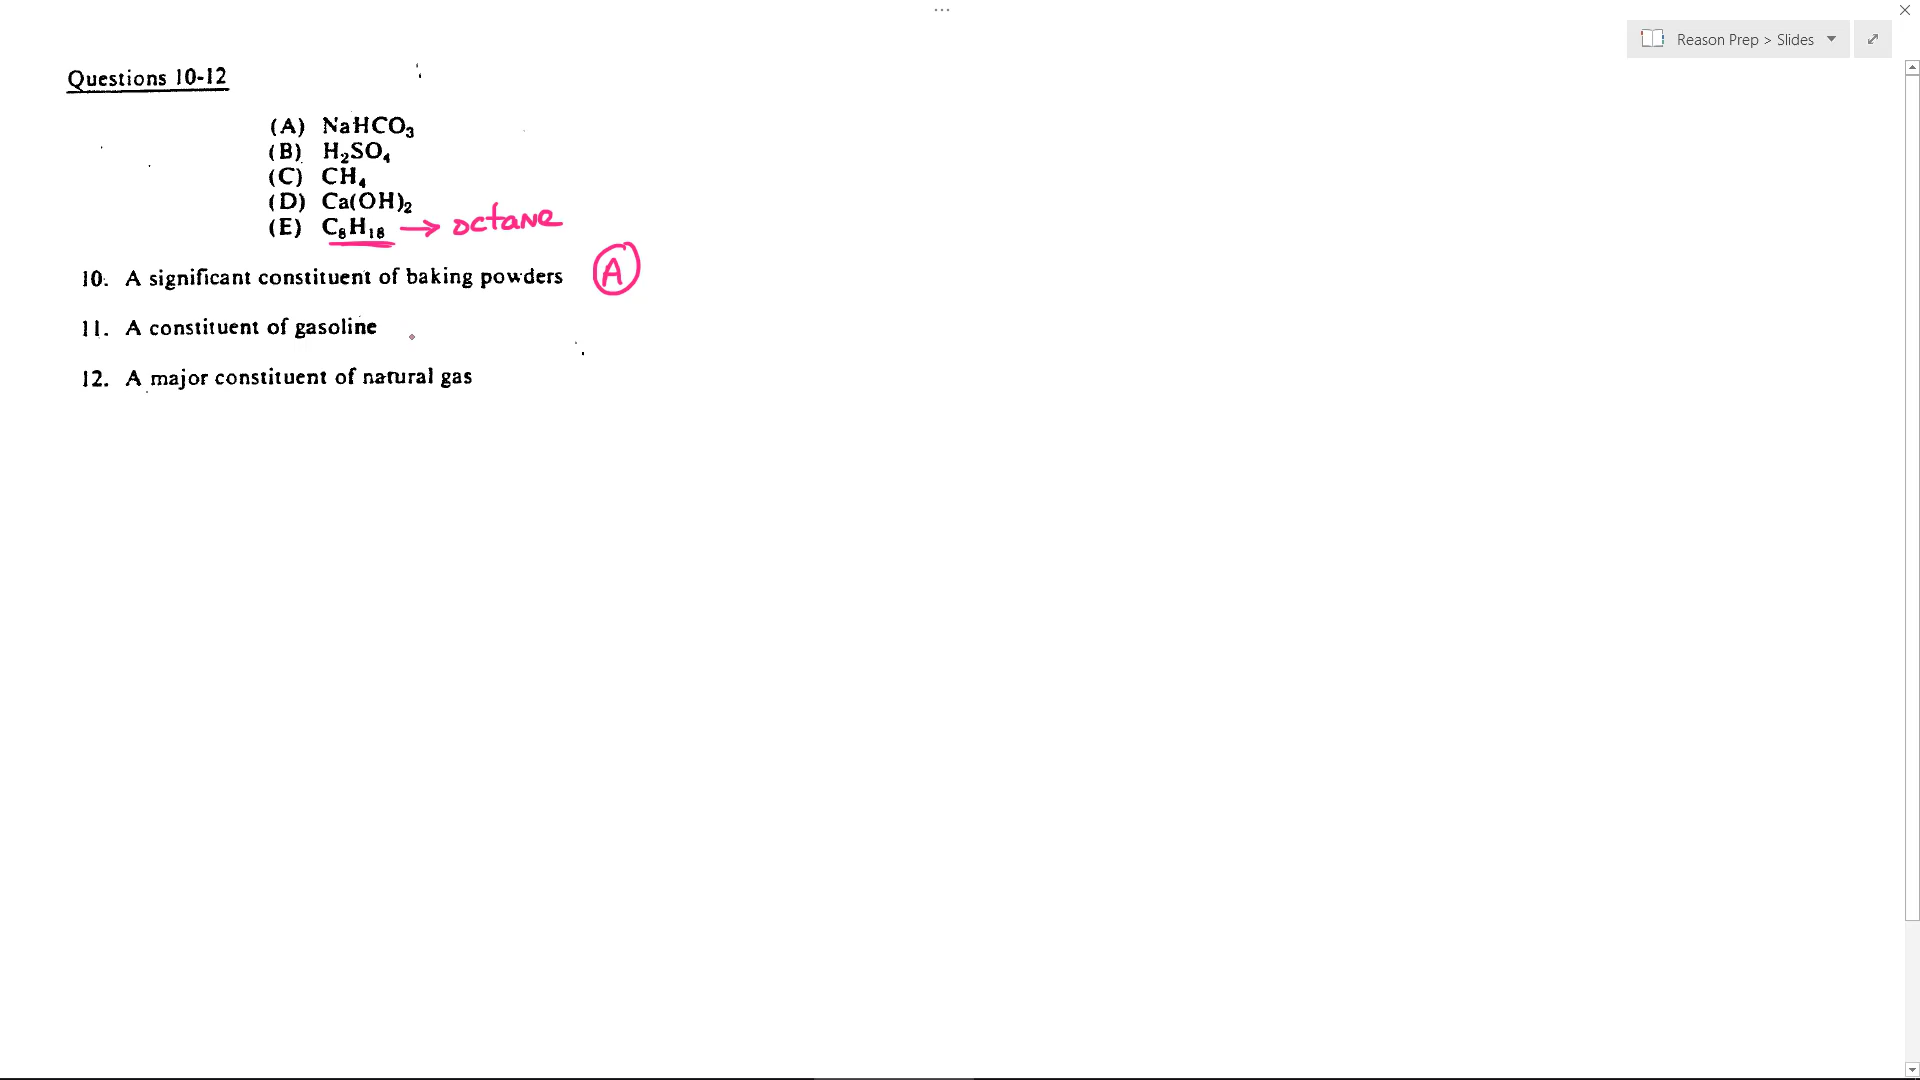 Reason Prep > Slides
Questions 10-12
(A) NaHCO₃
(B) H₂SO₄
(C) CH₄
(D) Ca(OH)₂
(E) C₈H₁₈ → octane
10. A significant constituent of baking powders A
11. A constituent of gasoline
12. A major constituent of natural gas